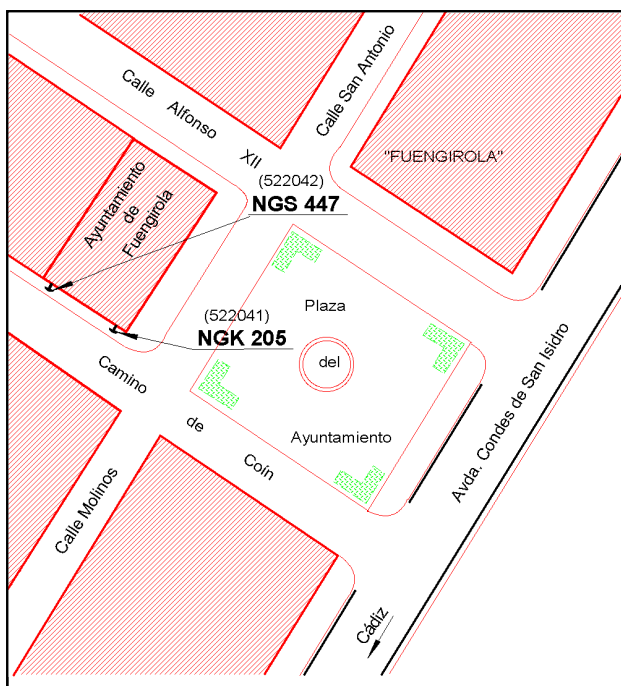 Calle Alfonso XII
Calle San Antonio
"FUENGIROLA"
(522042)
NGS 447
Ayuntamiento
de
Fuengirola
(522041)
NGK 205
Plaza
del
Ayuntamiento
Camino de Coín
Calle Molinos
Avda. Condes de San Isidro
Cádiz